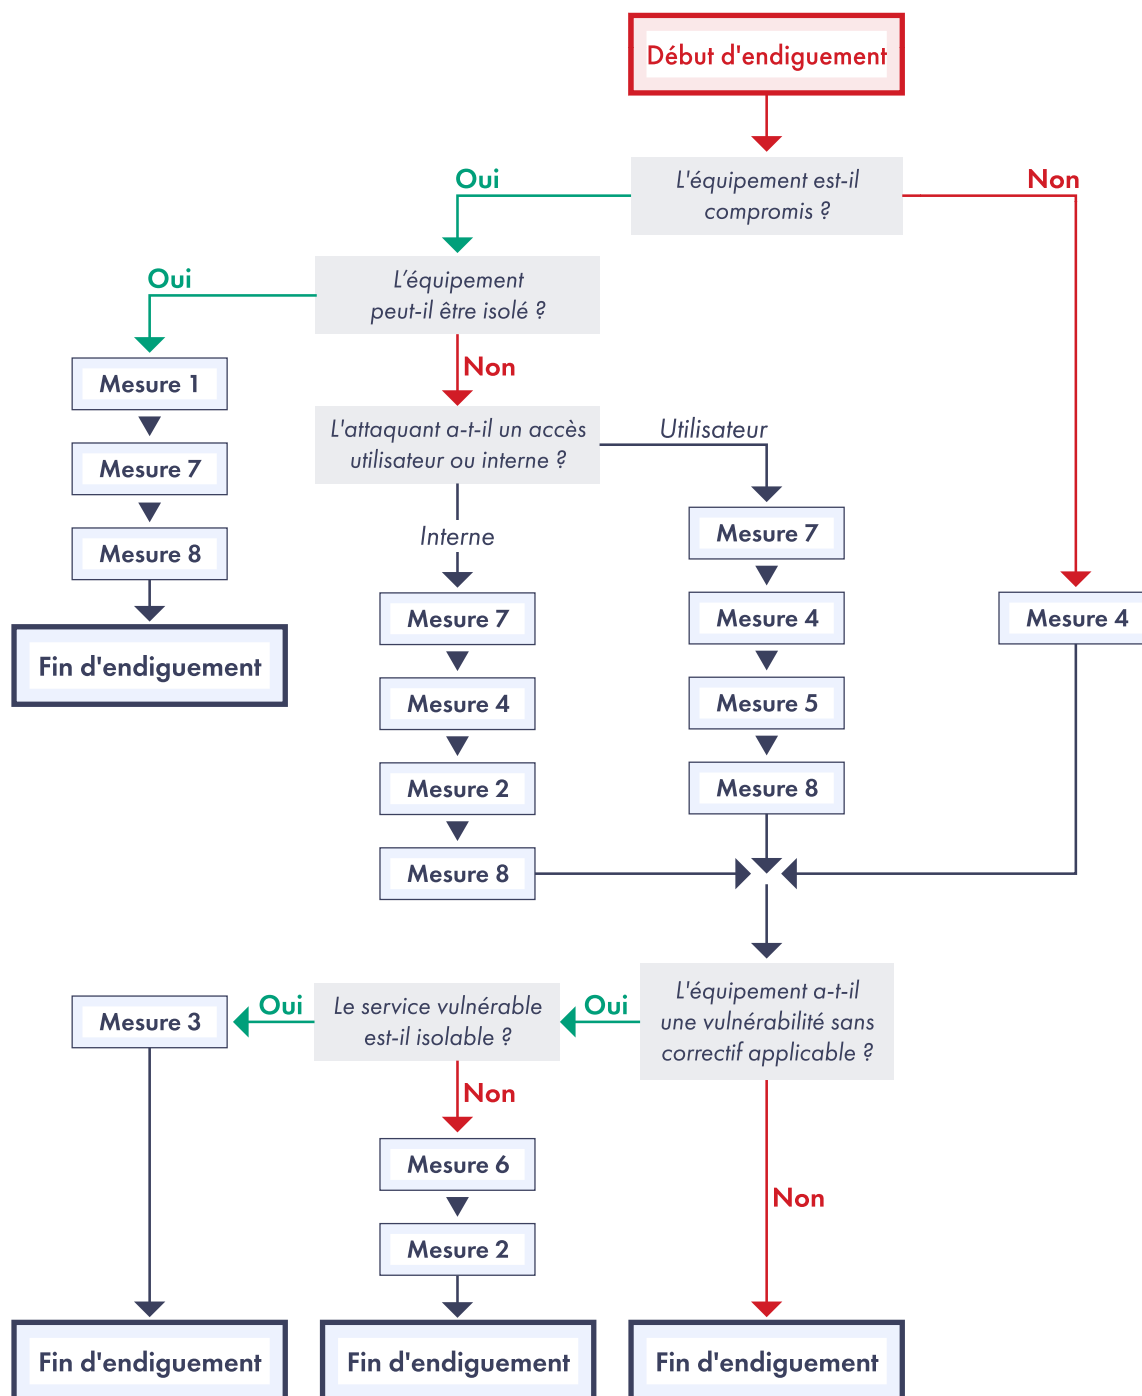 Début d'endiguement
L'équipement est-il
compromis ?
Oui
Non
L’équipement
peut-il être isolé ?
Oui
Non
Mesure 1
Mesure 7
Mesure 8
Fin d'endiguement
L'attaquant a-t-il un accès
utilisateur ou interne ?
Utilisateur
Interne
Mesure 7
Mesure 4
Mesure 2
Mesure 8
Mesure 7
Mesure 4
Mesure 5
Mesure 8
Mesure 4
L'équipement a-t-il
une vulnérabilité sans
correctif applicable ?
Oui
Non
Le service vulnérable
est-il isolable ?
Oui
Non
Mesure 3
Mesure 6
Mesure 2
Fin d'endiguement
Fin d'endiguement
Fin d'endiguement